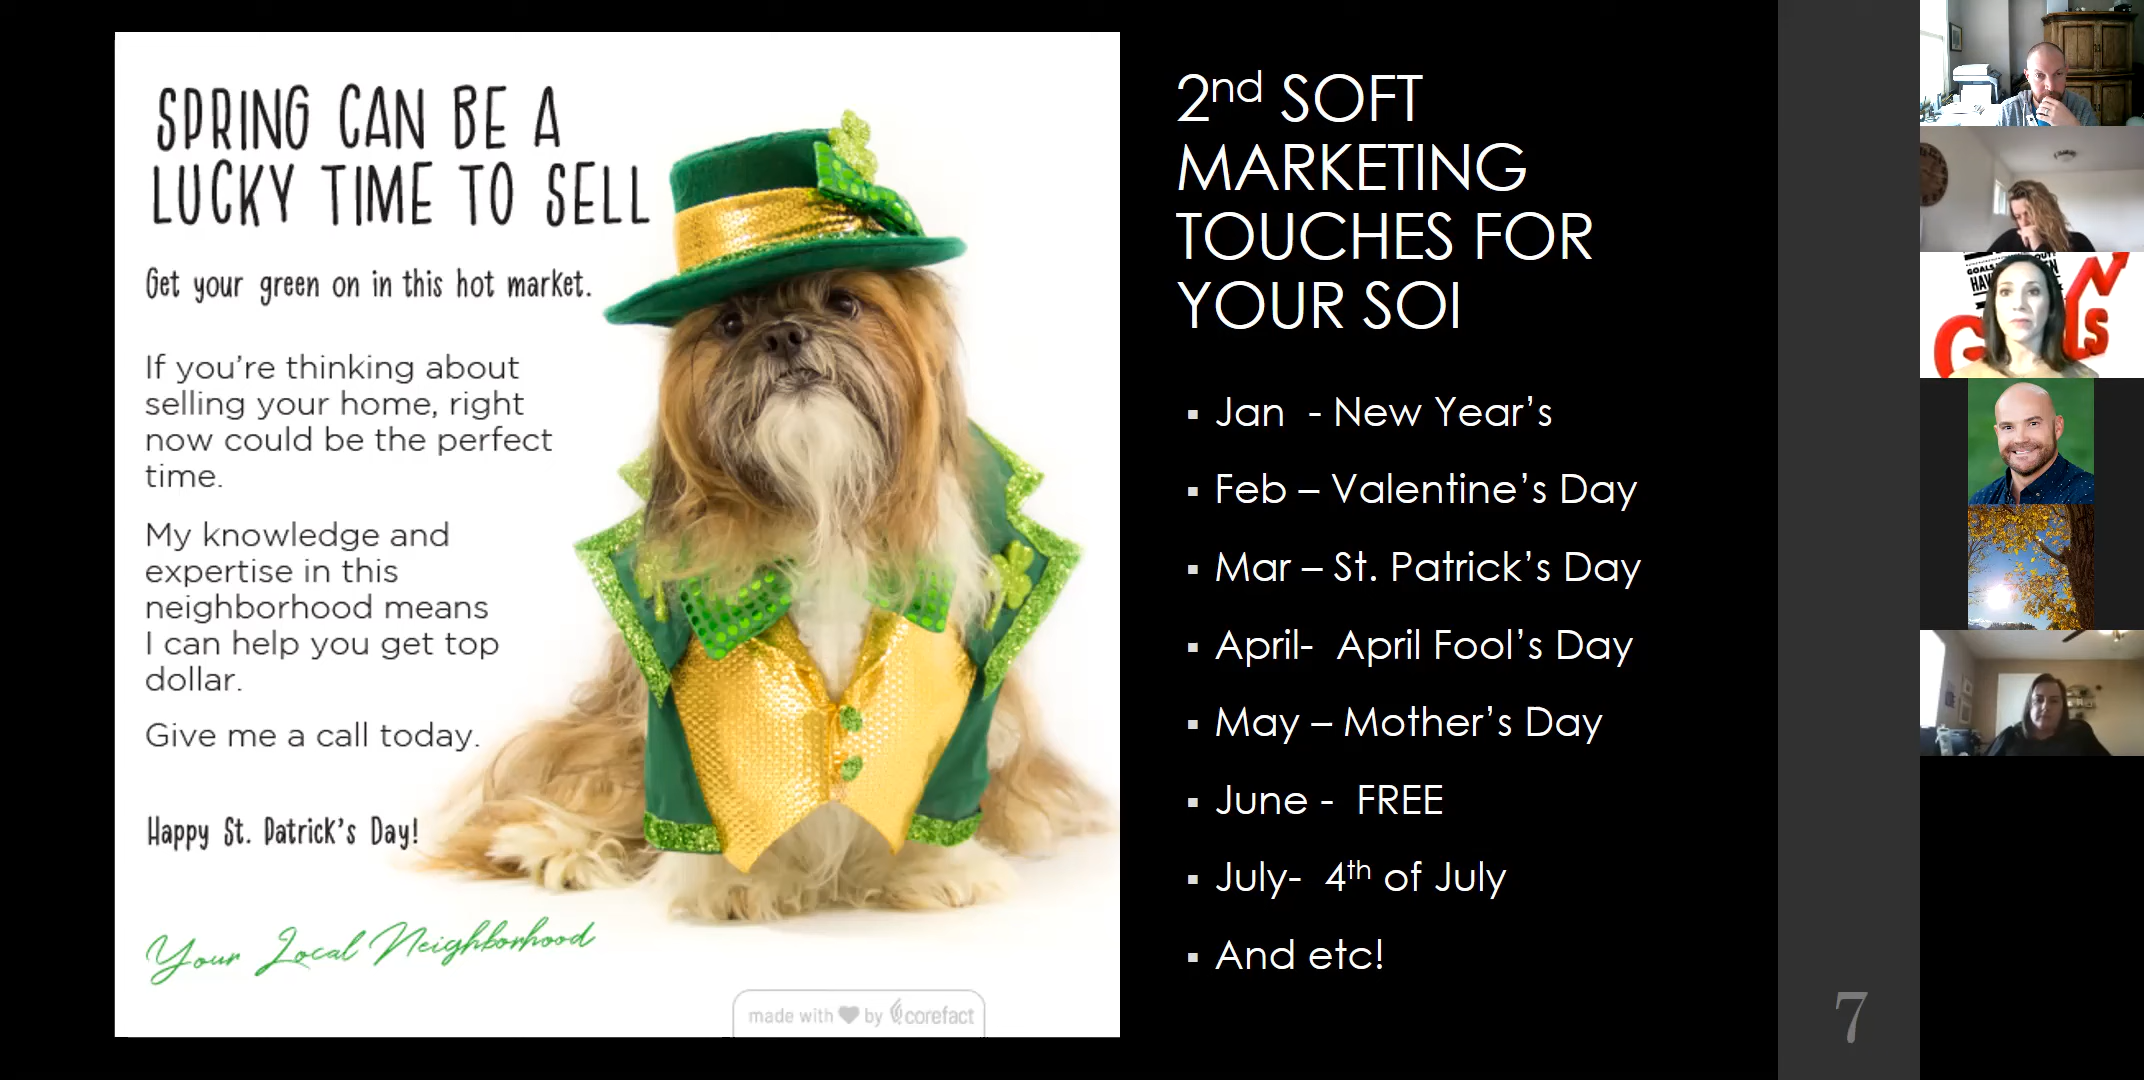 SPRING CAN BE A
LUCKY TIME TO SELL
Get your green on in this hot market.
If you're thinking about
selling your home, right
now could be the perfect
time.
My knowledge and
expertise in this
neighborhood means
I can help you get top
dollar.
Give me a call today.
Happy St. Patrick's Day!
Your Local Neighborhood
made with by corefact
2nd SOFT
MARKETING
TOUCHES FOR
YOUR SOI
▪ Jan - New Year's
▪ Feb – Valentine's Day
▪ Mar – St. Patrick's Day
▪ April- April Fool's Day
▪ May – Mother's Day
▪ June - FREE
▪ July- 4th of July
▪ And etc!
7
GOALS